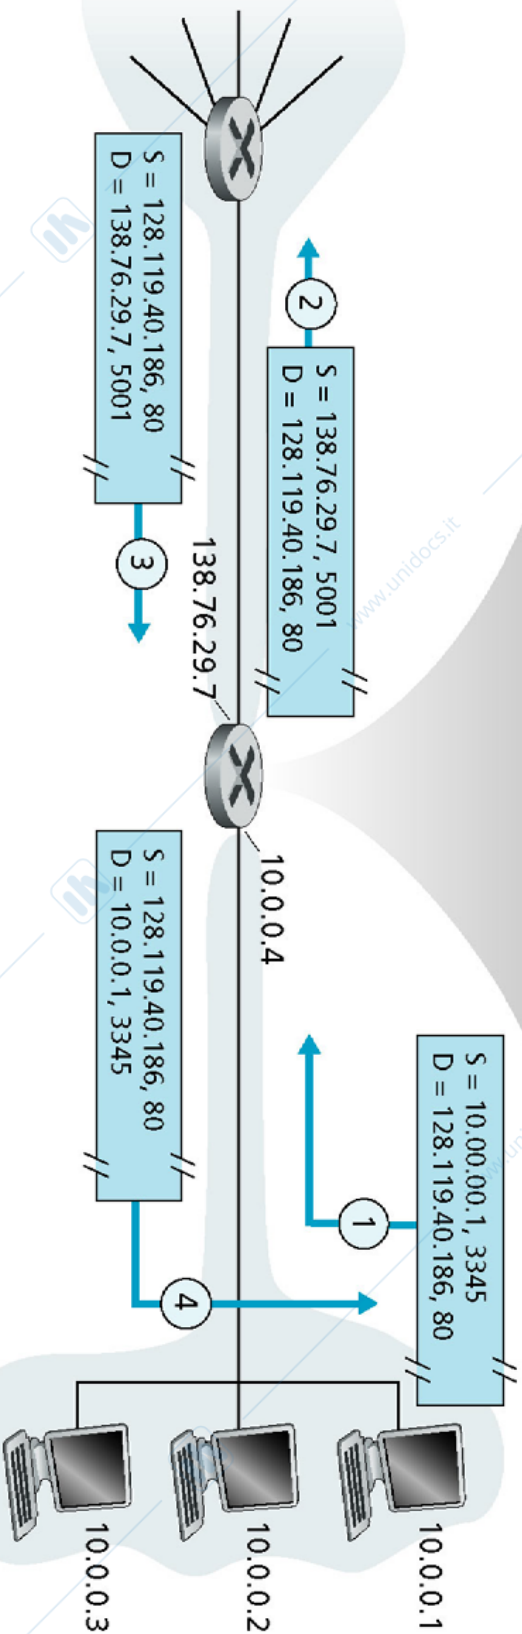 S = 138.76.29.7, 5001
D = 128.119.40.186, 80
2
S = 10.00.00.1, 3345
D = 128.119.40.186, 80
1
10.0.0.4
138.76.29.7
S = 128.119.40.186, 80
D = 138.76.29.7, 5001
3
S = 128.119.40.186, 80
D = 10.0.0.1, 3345
4
10.0.0.1
10.0.0.2
10.0.0.3
www.unidocs.it